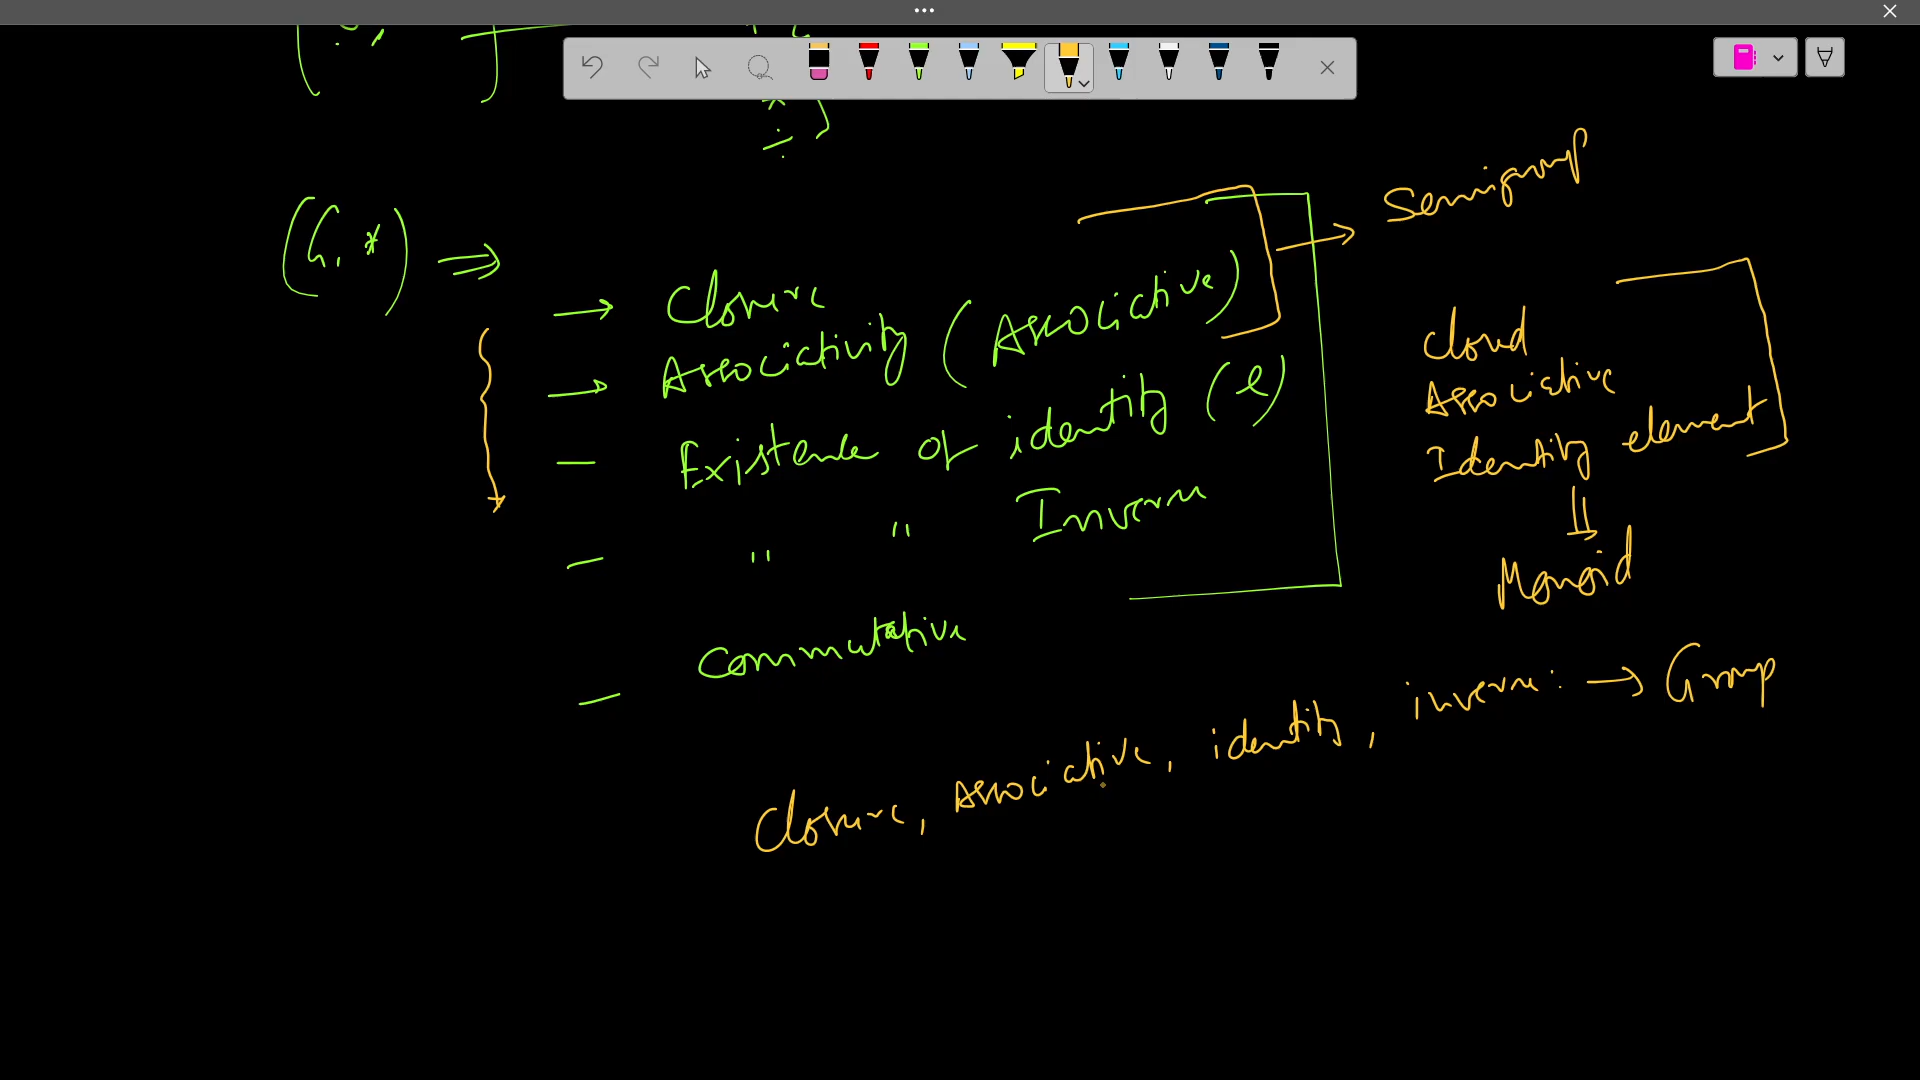 Semigroup
(G, *) ⇒
→ Closure
→ Associativity (Associative)
— Existence of identity (e)
— " " Inverse
— Commutative
Closed
Associative
Identity element
⇓
Monoid
Closure, Associative, identity, inverse: → Group